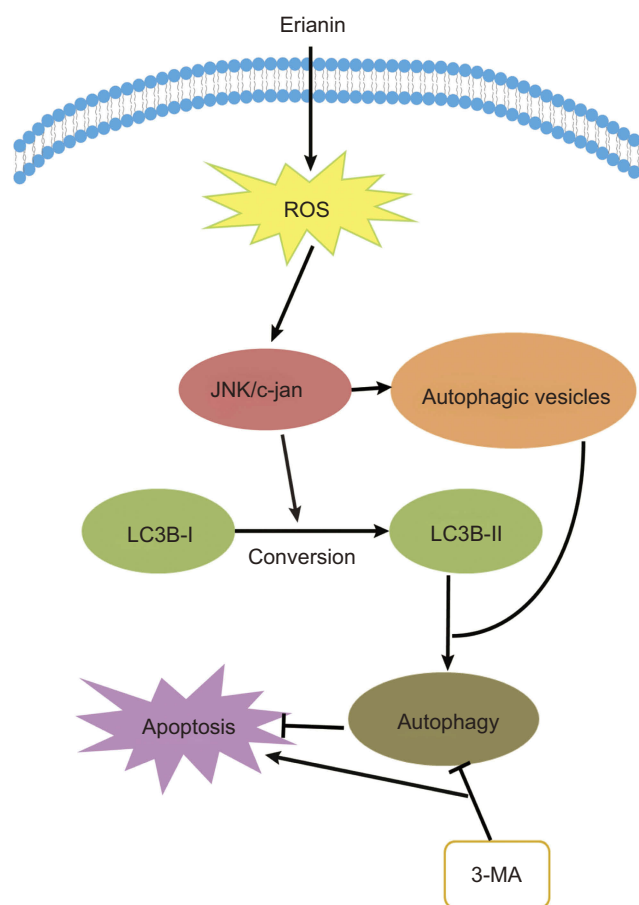 Erianin
ROS
JNK/c-jan
Autophagic vesicles
LC3B-I
LC3B-II
Conversion
Apoptosis
Autophagy
3-MA